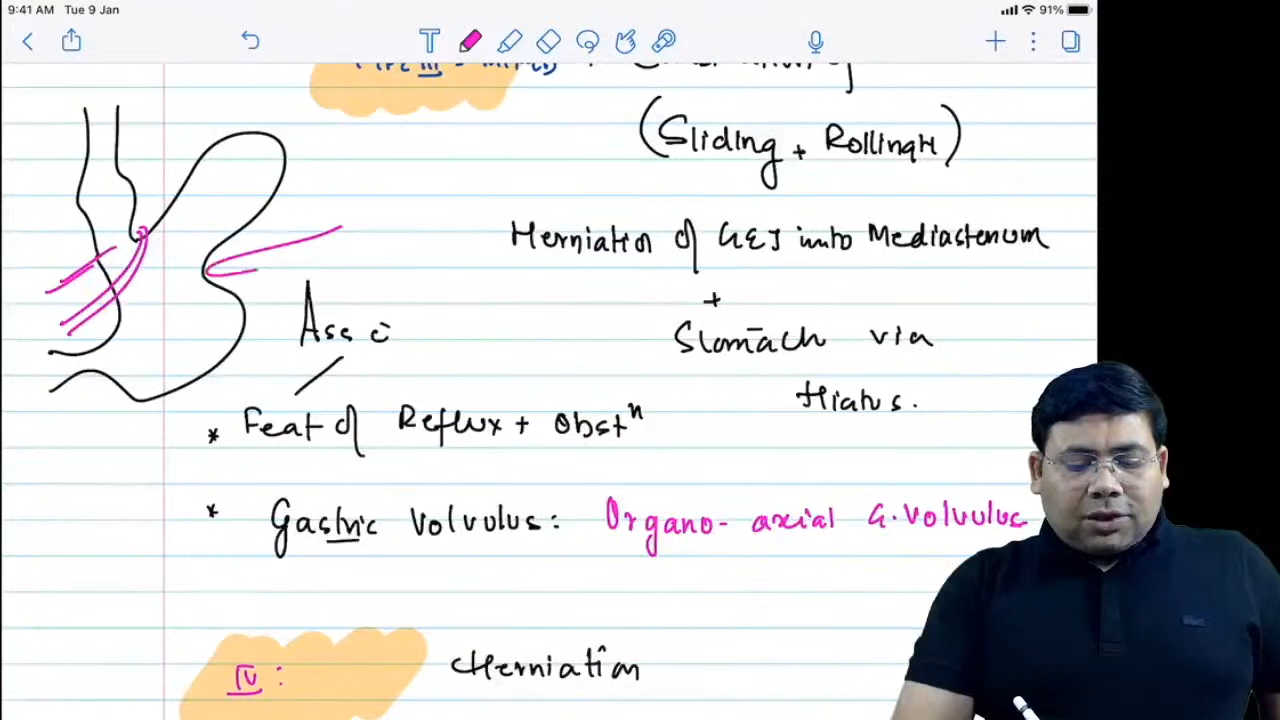 9:41 AM Tue 9 Jan
91%
(Sliding + RollingH)
Herniation of GEJ into Mediastenum
+
Stomach via
Hiatus.
Ass c̄
* Feat of Reflux + Obstⁿ
* Gastric Volvulus: Organo-axial G.Volvulus
IV: Herniation